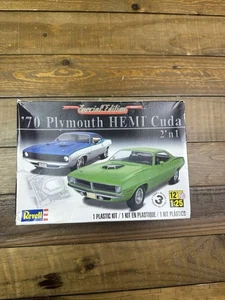 Special Edition
'70 Plymouth HEMI Cuda
2'n1
Revell
1 PLASTIC KIT / 1 KIT EN PLASTIQUE / 1 KIT PLÁSTICO
3
12
1:25